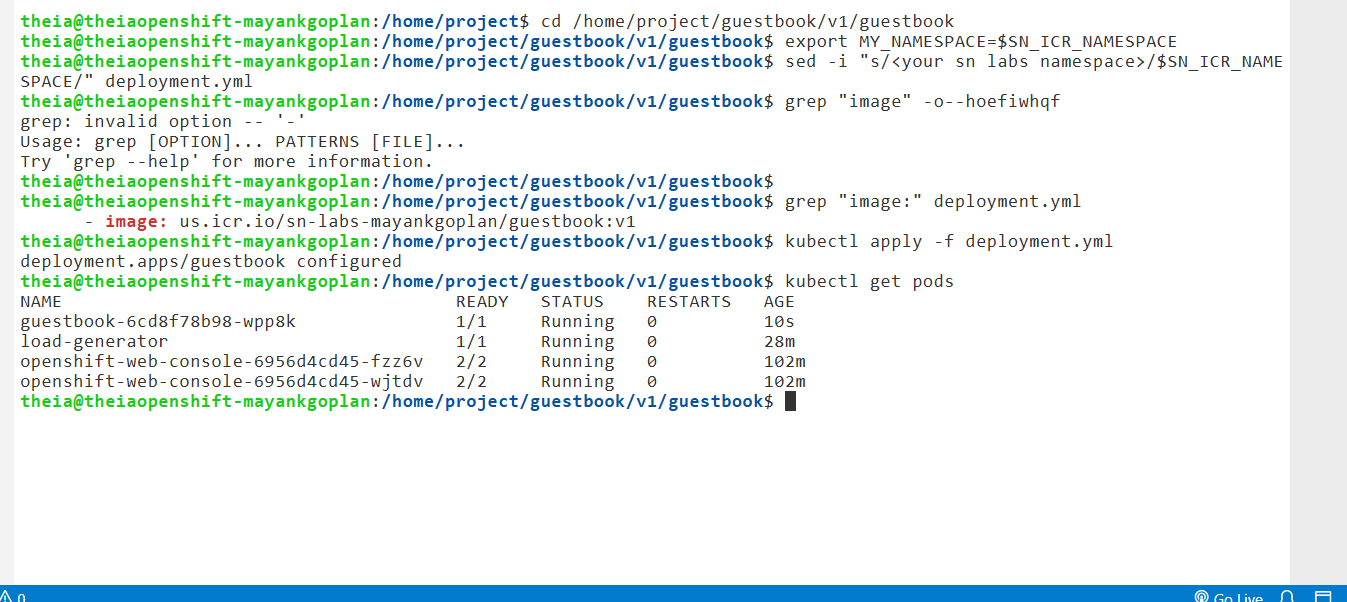 theia@theiaopenshift-mayankgoplan:/home/project$ cd /home/project/guestbook/v1/guestbook
theia@theiaopenshift-mayankgoplan:/home/project/guestbook/v1/guestbook$ export MY_NAMESPACE=$SN_ICR_NAMESPACE
theia@theiaopenshift-mayankgoplan:/home/project/guestbook/v1/guestbook$ sed -i "s/<your sn labs namespace>/$SN_ICR_NAME
SPACE/" deployment.yml
theia@theiaopenshift-mayankgoplan:/home/project/guestbook/v1/guestbook$ grep "image" -o--hoefiwhqf
grep: invalid option -- '-'
Usage: grep [OPTION]... PATTERNS [FILE]...
Try 'grep --help' for more information.
theia@theiaopenshift-mayankgoplan:/home/project/guestbook/v1/guestbook$
theia@theiaopenshift-mayankgoplan:/home/project/guestbook/v1/guestbook$ grep "image:" deployment.yml
      - image: us.icr.io/sn-labs-mayankgoplan/guestbook:v1
theia@theiaopenshift-mayankgoplan:/home/project/guestbook/v1/guestbook$ kubectl apply -f deployment.yml
deployment.apps/guestbook configured
theia@theiaopenshift-mayankgoplan:/home/project/guestbook/v1/guestbook$ kubectl get pods
NAME                                     READY   STATUS    RESTARTS   AGE
guestbook-6cd8f78b98-wpp8k               1/1     Running   0          10s
load-generator                           1/1     Running   0          28m
openshift-web-console-6956d4cd45-fzz6v   2/2     Running   0          102m
openshift-web-console-6956d4cd45-wjtdv   2/2     Running   0          102m
theia@theiaopenshift-mayankgoplan:/home/project/guestbook/v1/guestbook$
0 Go Live